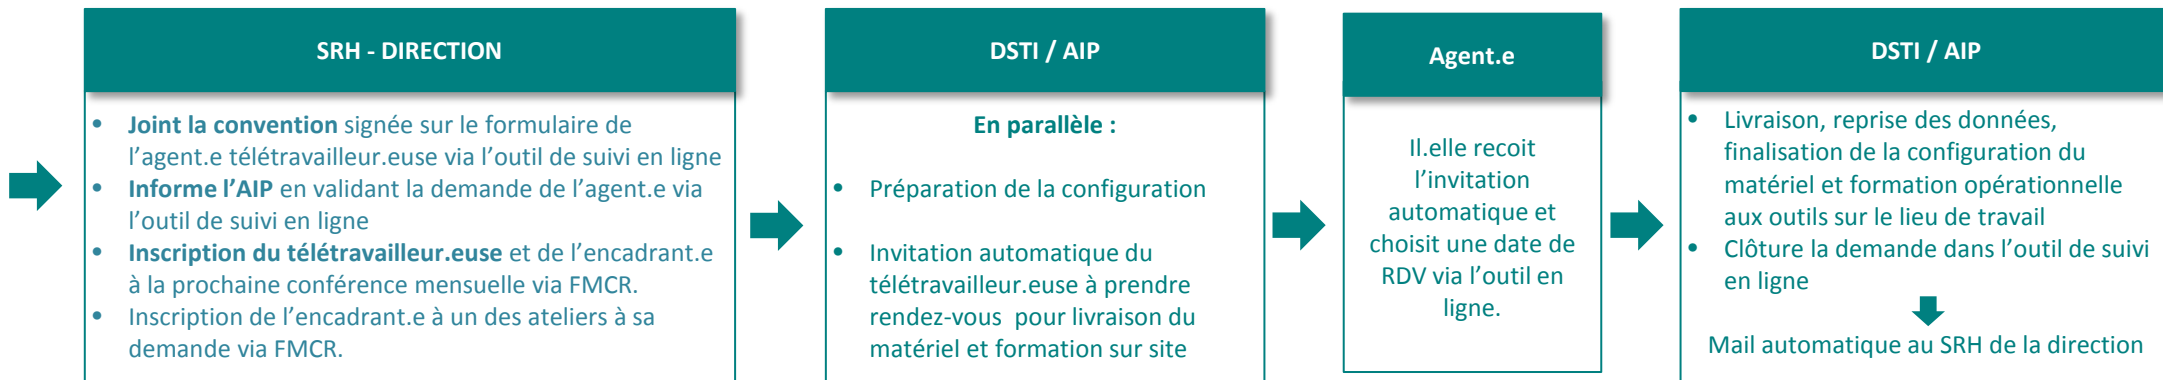 SRH - DIRECTION
• Joint la convention signée sur le formulaire de
l’agent.e télétravailleur.euse via l’outil de suivi en ligne
• Informe l’AIP en validant la demande de l’agent.e via
l’outil de suivi en ligne
• Inscription du télétravailleur.euse et de l’encadrant.e
à la prochaine conférence mensuelle via FMCR.
• Inscription de l’encadrant.e à un des ateliers à sa
demande via FMCR.
DSTI / AIP
En parallèle :
• Préparation de la configuration
• Invitation automatique du
télétravailleur.euse à prendre
rendez-vous pour livraison du
matériel et formation sur site
Agent.e
Il.elle recoit
l’invitation
automatique et
choisit une date de
RDV via l’outil en
ligne.
DSTI / AIP
• Livraison, reprise des données,
finalisation de la configuration du
matériel et formation opérationnelle
aux outils sur le lieu de travail
• Clôture la demande dans l’outil de suivi
en ligne
Mail automatique au SRH de la direction